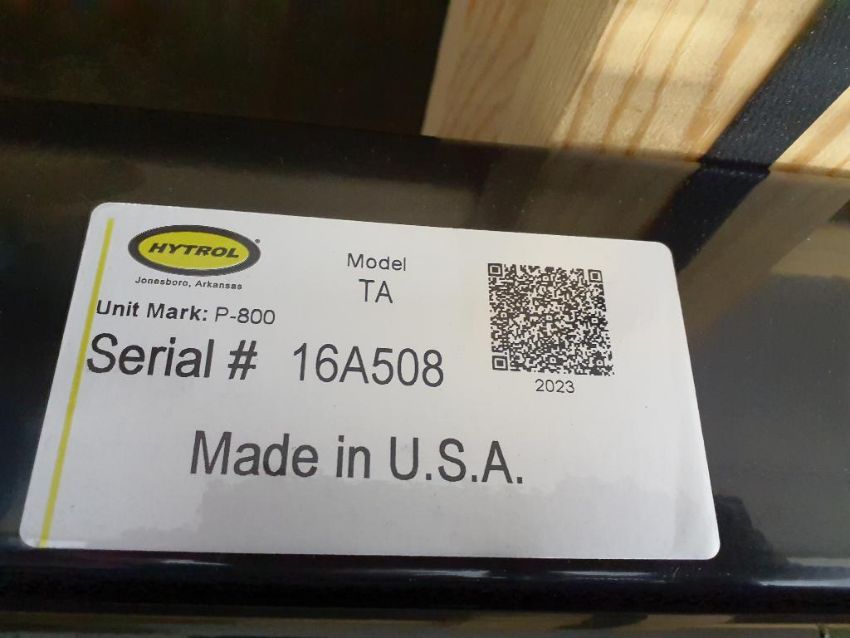 HYTROL
Jonesboro, Arkansas
Model
TA
Unit Mark: P-800
Serial # 16A508
2023
Made in U.S.A.